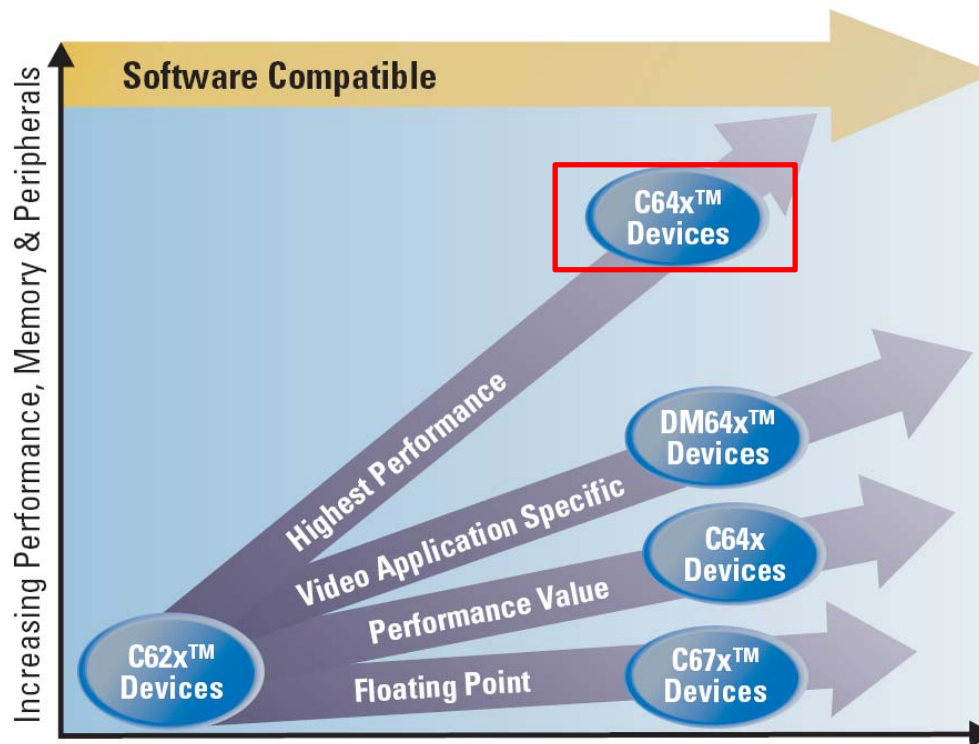 Software Compatible
Increasing Performance, Memory & Peripherals
C64x™
Devices
Highest Performance
DM64x™
Devices
Video Application Specific
C64x
Devices
Performance Value
C62x™
Devices
C67x™
Devices
Floating Point